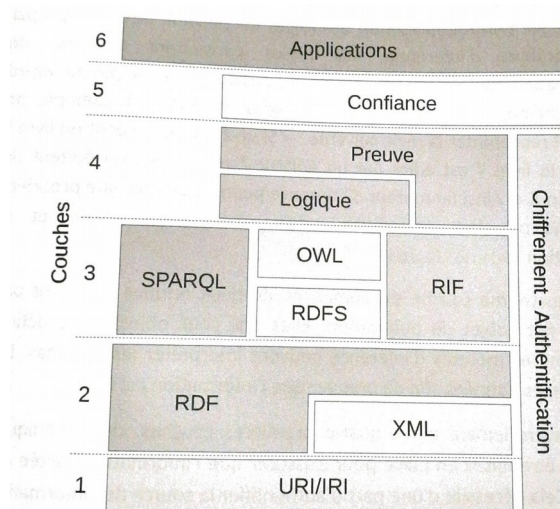 6
Applications
5
Confiance
4
Preuve
Logique
Couches
3
SPARQL
OWL
RDFS
RIF
Chiffrement - Authentification
2
RDF
XML
1
URI/IRI